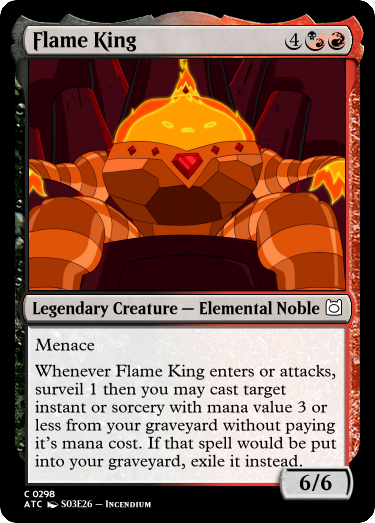 Flame King 4
Legendary Creature — Elemental Noble
Menace
Whenever Flame King enters or attacks,
surveil 1 then you may cast target
instant or sorcery with mana value 3 or
less from your graveyard without paying
it's mana cost. If that spell would be put
into your graveyard, exile it instead.
6/6
C 0298
ATC S03E26 — Incendium